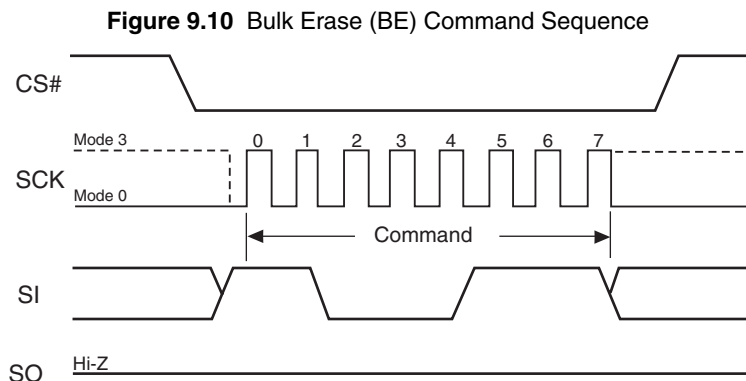 Figure 9.10 Bulk Erase (BE) Command Sequence
CS#
Mode 3
0 1 2 3 4 5 6 7
SCK
Mode 0
Command
SI
Hi-Z
SO